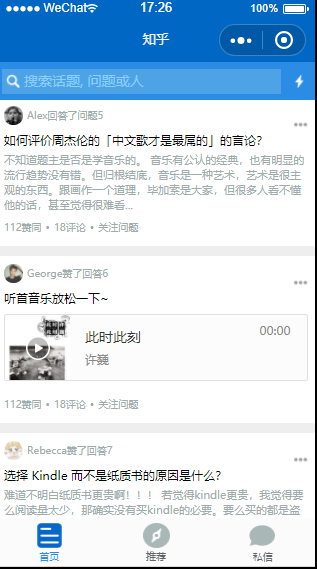 WeChat 17:26 100%
知乎
搜索话题, 问题或人
Alex回答了问题5
如何评价周杰伦的「中文歌才是最屌的」的言论?
不知道题主是否是学音乐的。 音乐有公认的经典，也有明显的
流行趋势没有错。但归根结底，音乐是一种艺术，艺术是很主
观的东西。跟画作一个道理，毕加索是大家，但很多人看不懂
他的话，甚至觉得很难看...
112赞同 • 18评论 • 关注问题
George赞了回答6
听首音乐放松一下~
此时此刻 00:00
许巍
112赞同 • 18评论 • 关注问题
Rebecca赞了回答7
选择 Kindle 而不是纸质书的原因是什么?
难道不明白纸质书更贵啊！！！ 若觉得kindle更贵，我觉得要
么阅读量太少，那确实没有买kindle的必要。要么买的都是盗
首页 推荐 私信